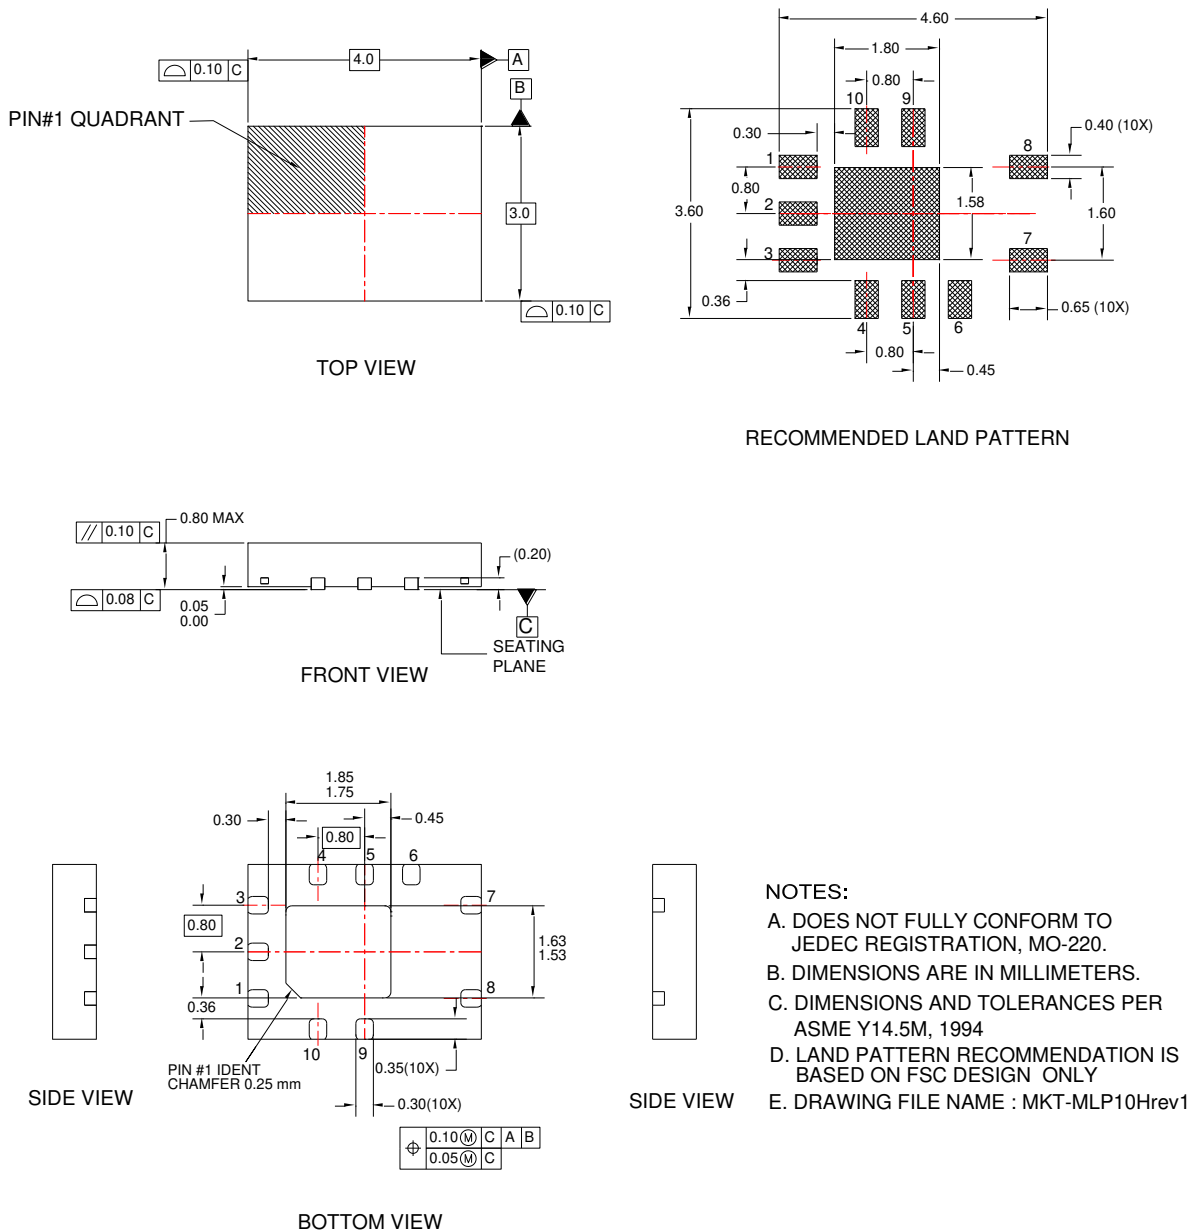 0.10 C
4.0
A
B
PIN#1 QUADRANT
3.0
0.10 C
TOP VIEW
4.60
1.80
0.80
10 9
0.30
0.40 (10X)
1
8
0.80
3.60
2
1.58
1.60
3
7
0.36
0.65 (10X)
4 5 6
0.80
0.45
RECOMMENDED LAND PATTERN
// 0.10 C
0.80 MAX
(0.20)
0.08 C
0.05
0.00
C
SEATING
PLANE
FRONT VIEW
1.85
1.75
0.30
0.45
0.80
4 5 6
3
7
0.80
2
1.63
1.53
1
8
0.36
10 9
PIN #1 IDENT
CHAMFER 0.25 mm
0.35(10X)
0.30(10X)
⌖ 0.10 Ⓜ C A B
0.05 Ⓜ C
SIDE VIEW
BOTTOM VIEW
SIDE VIEW
NOTES:
A. DOES NOT FULLY CONFORM TO
JEDEC REGISTRATION, MO-220.
B. DIMENSIONS ARE IN MILLIMETERS.
C. DIMENSIONS AND TOLERANCES PER
ASME Y14.5M, 1994
D. LAND PATTERN RECOMMENDATION IS
BASED ON FSC DESIGN ONLY
E. DRAWING FILE NAME : MKT-MLP10Hrev1